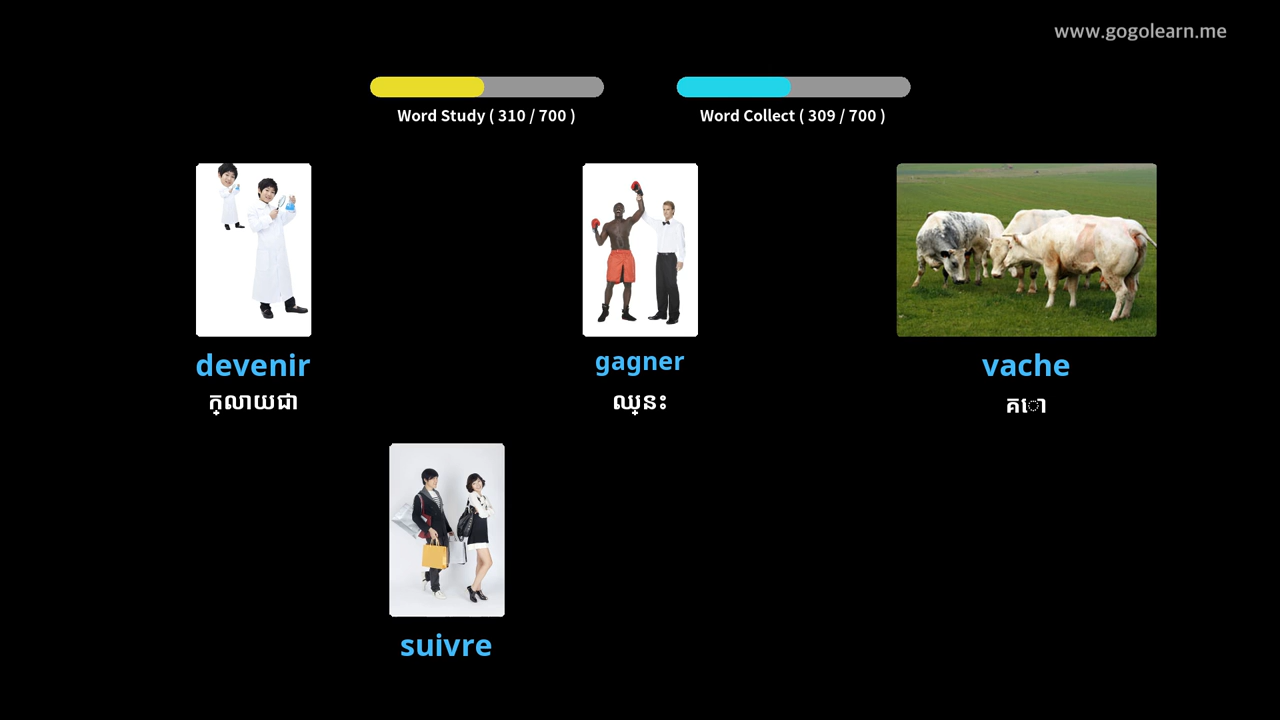 www.gogolearn.me
Word Study ( 310 / 700 )
Word Collect ( 309 / 700 )
devenir
ក្លាយជា
gagner
ឈ្នះ
vache
គោ
suivre